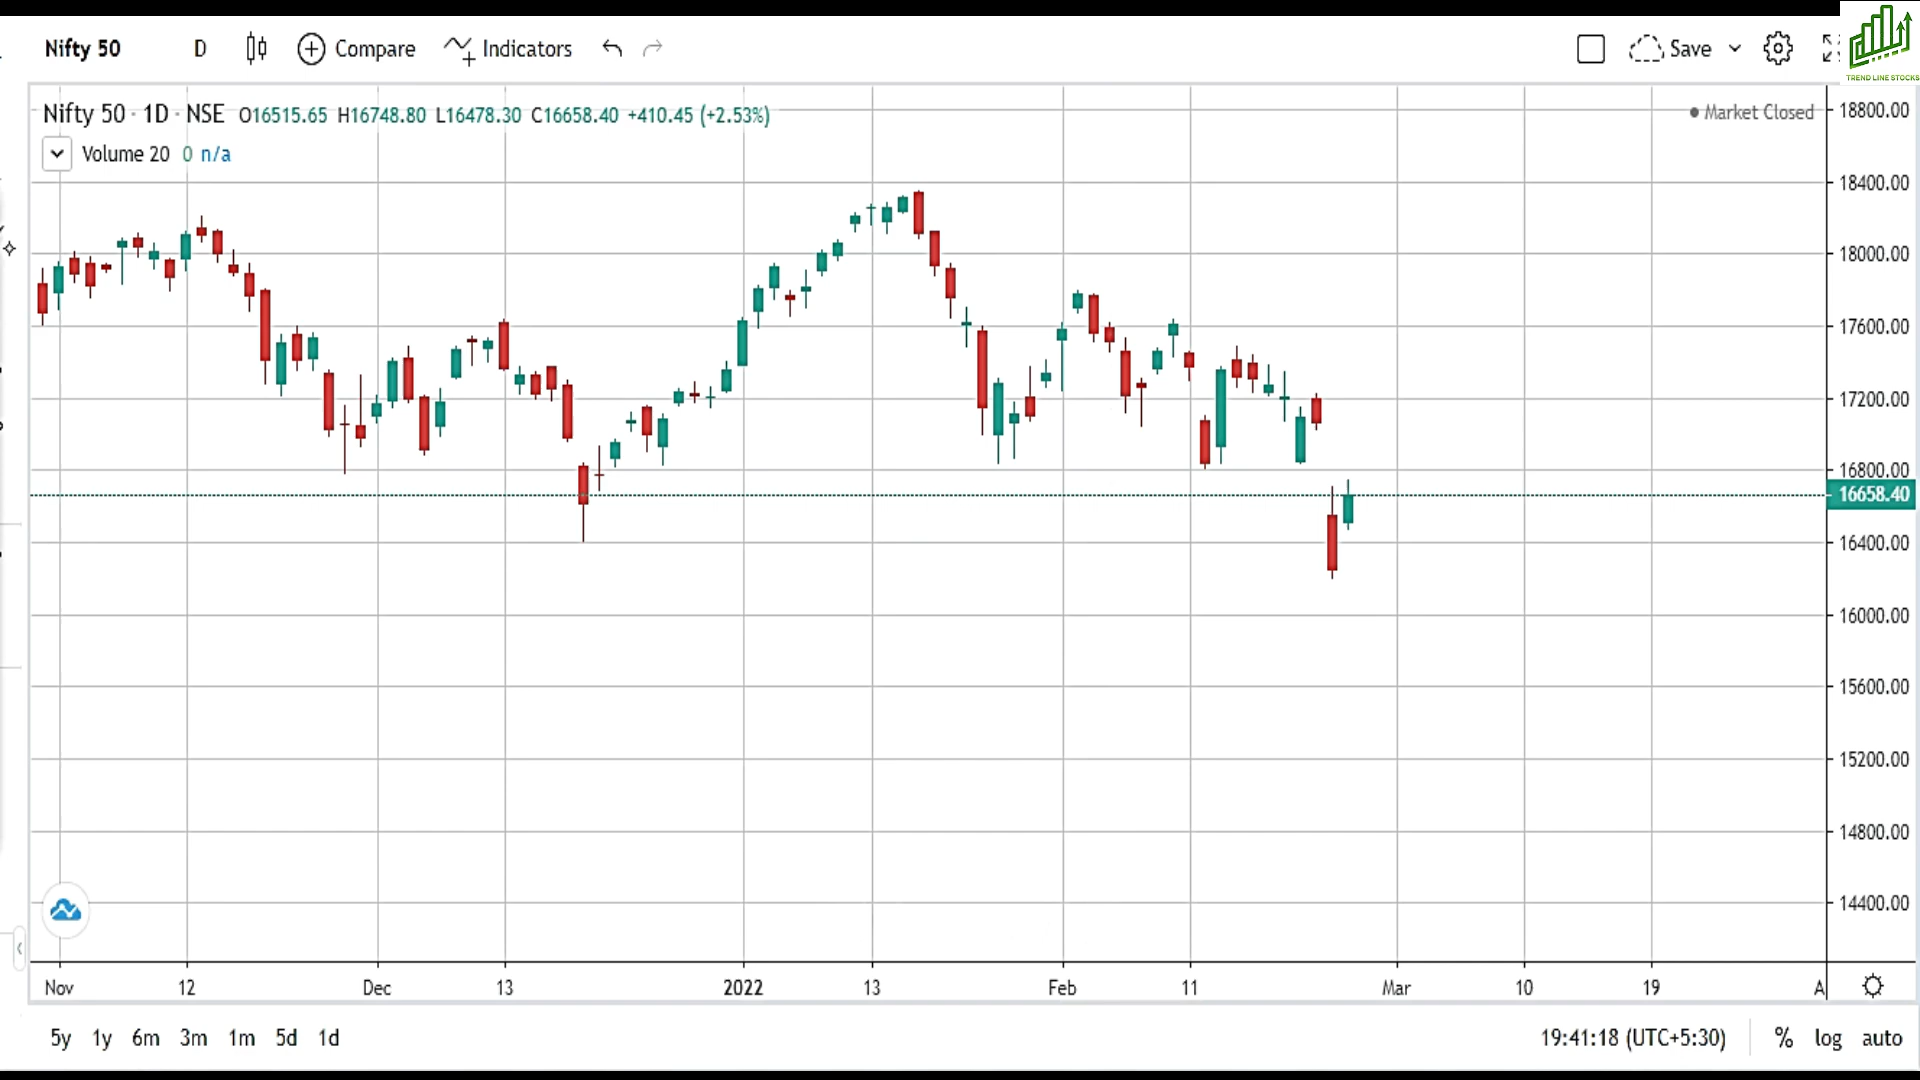 Nifty 50 D Compare Indicators Save
TREND LINE STOCKS
Nifty 50 · 1D · NSE O16515.65 H16748.80 L16478.30 C16658.40 +410.45 (+2.53%)
Market Closed
Volume 20 0 n/a
18800.00
18400.00
18000.00
17600.00
17200.00
16800.00
16658.40
16400.00
16000.00
15600.00
15200.00
14800.00
14400.00
Nov 12 Dec 13 2022 13 Feb 11 Mar 10 19 A
5y 1y 6m 3m 1m 5d 1d 19:41:18 (UTC+5:30) % log auto